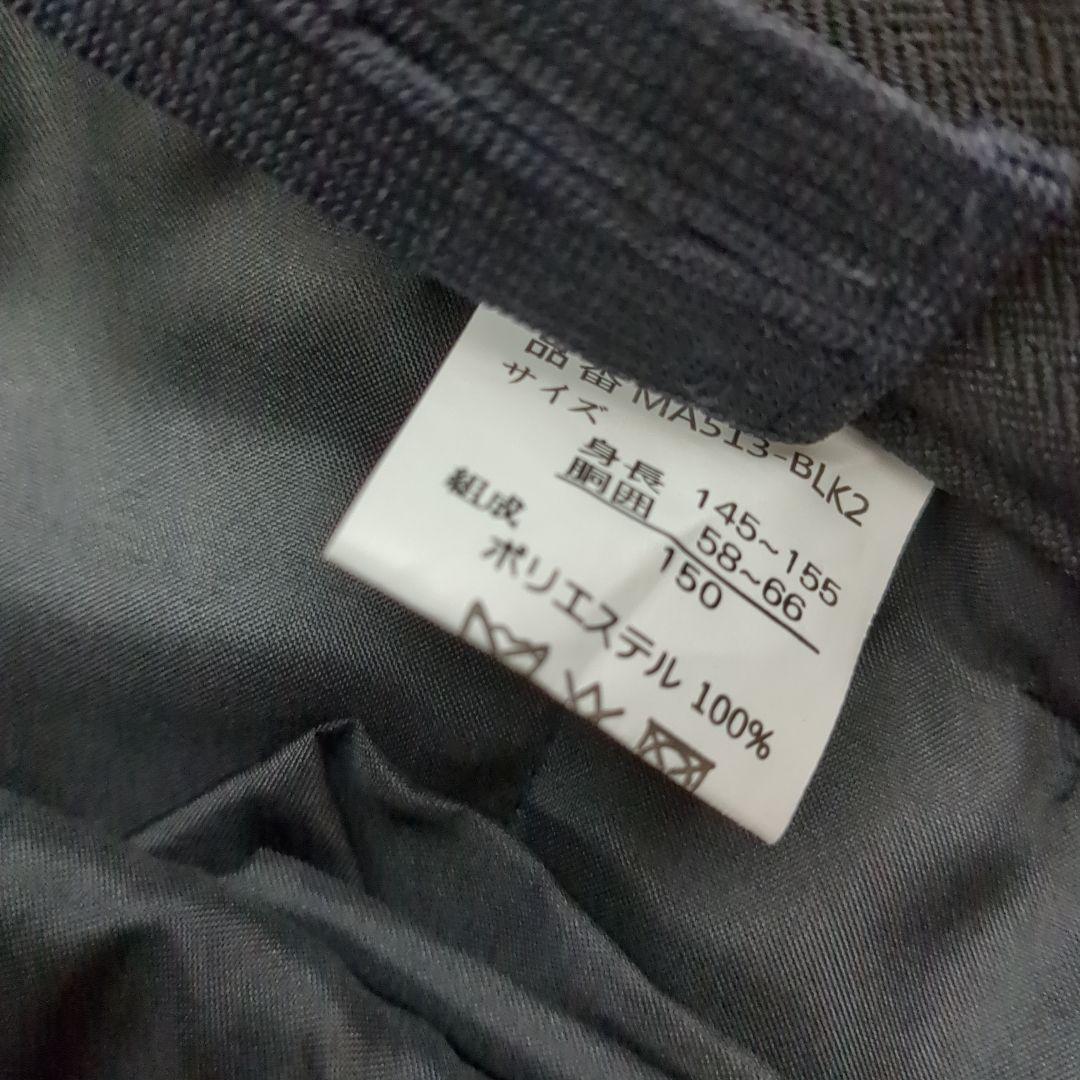 品番 MA513-BLK2
サイズ
身長 145~155
胴囲 58~66
150
組成
ポリエステル 100%